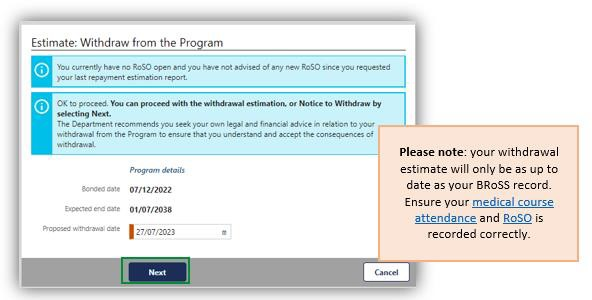 Estimate: Withdraw from the Program
You currently have no RoSO open and you have not advised of any new RoSO since you requested
your last repayment estimation report.
OK to proceed. You can proceed with the withdrawal estimation, or Notice to Withdraw by
selecting Next.
The Department recommends you seek your own legal and financial advice in relation to your
withdrawal from the Program to ensure that you understand and accept the consequences of
withdrawal.
Program details
Bonded date 07/12/2022
Expected end date 01/07/2038
Proposed withdrawal date 27/07/2023
Next
Cancel
Please note: your withdrawal
estimate will only be as up to
date as your BRoSS record.
Ensure your medical course
attendance and RoSO is
recorded correctly.